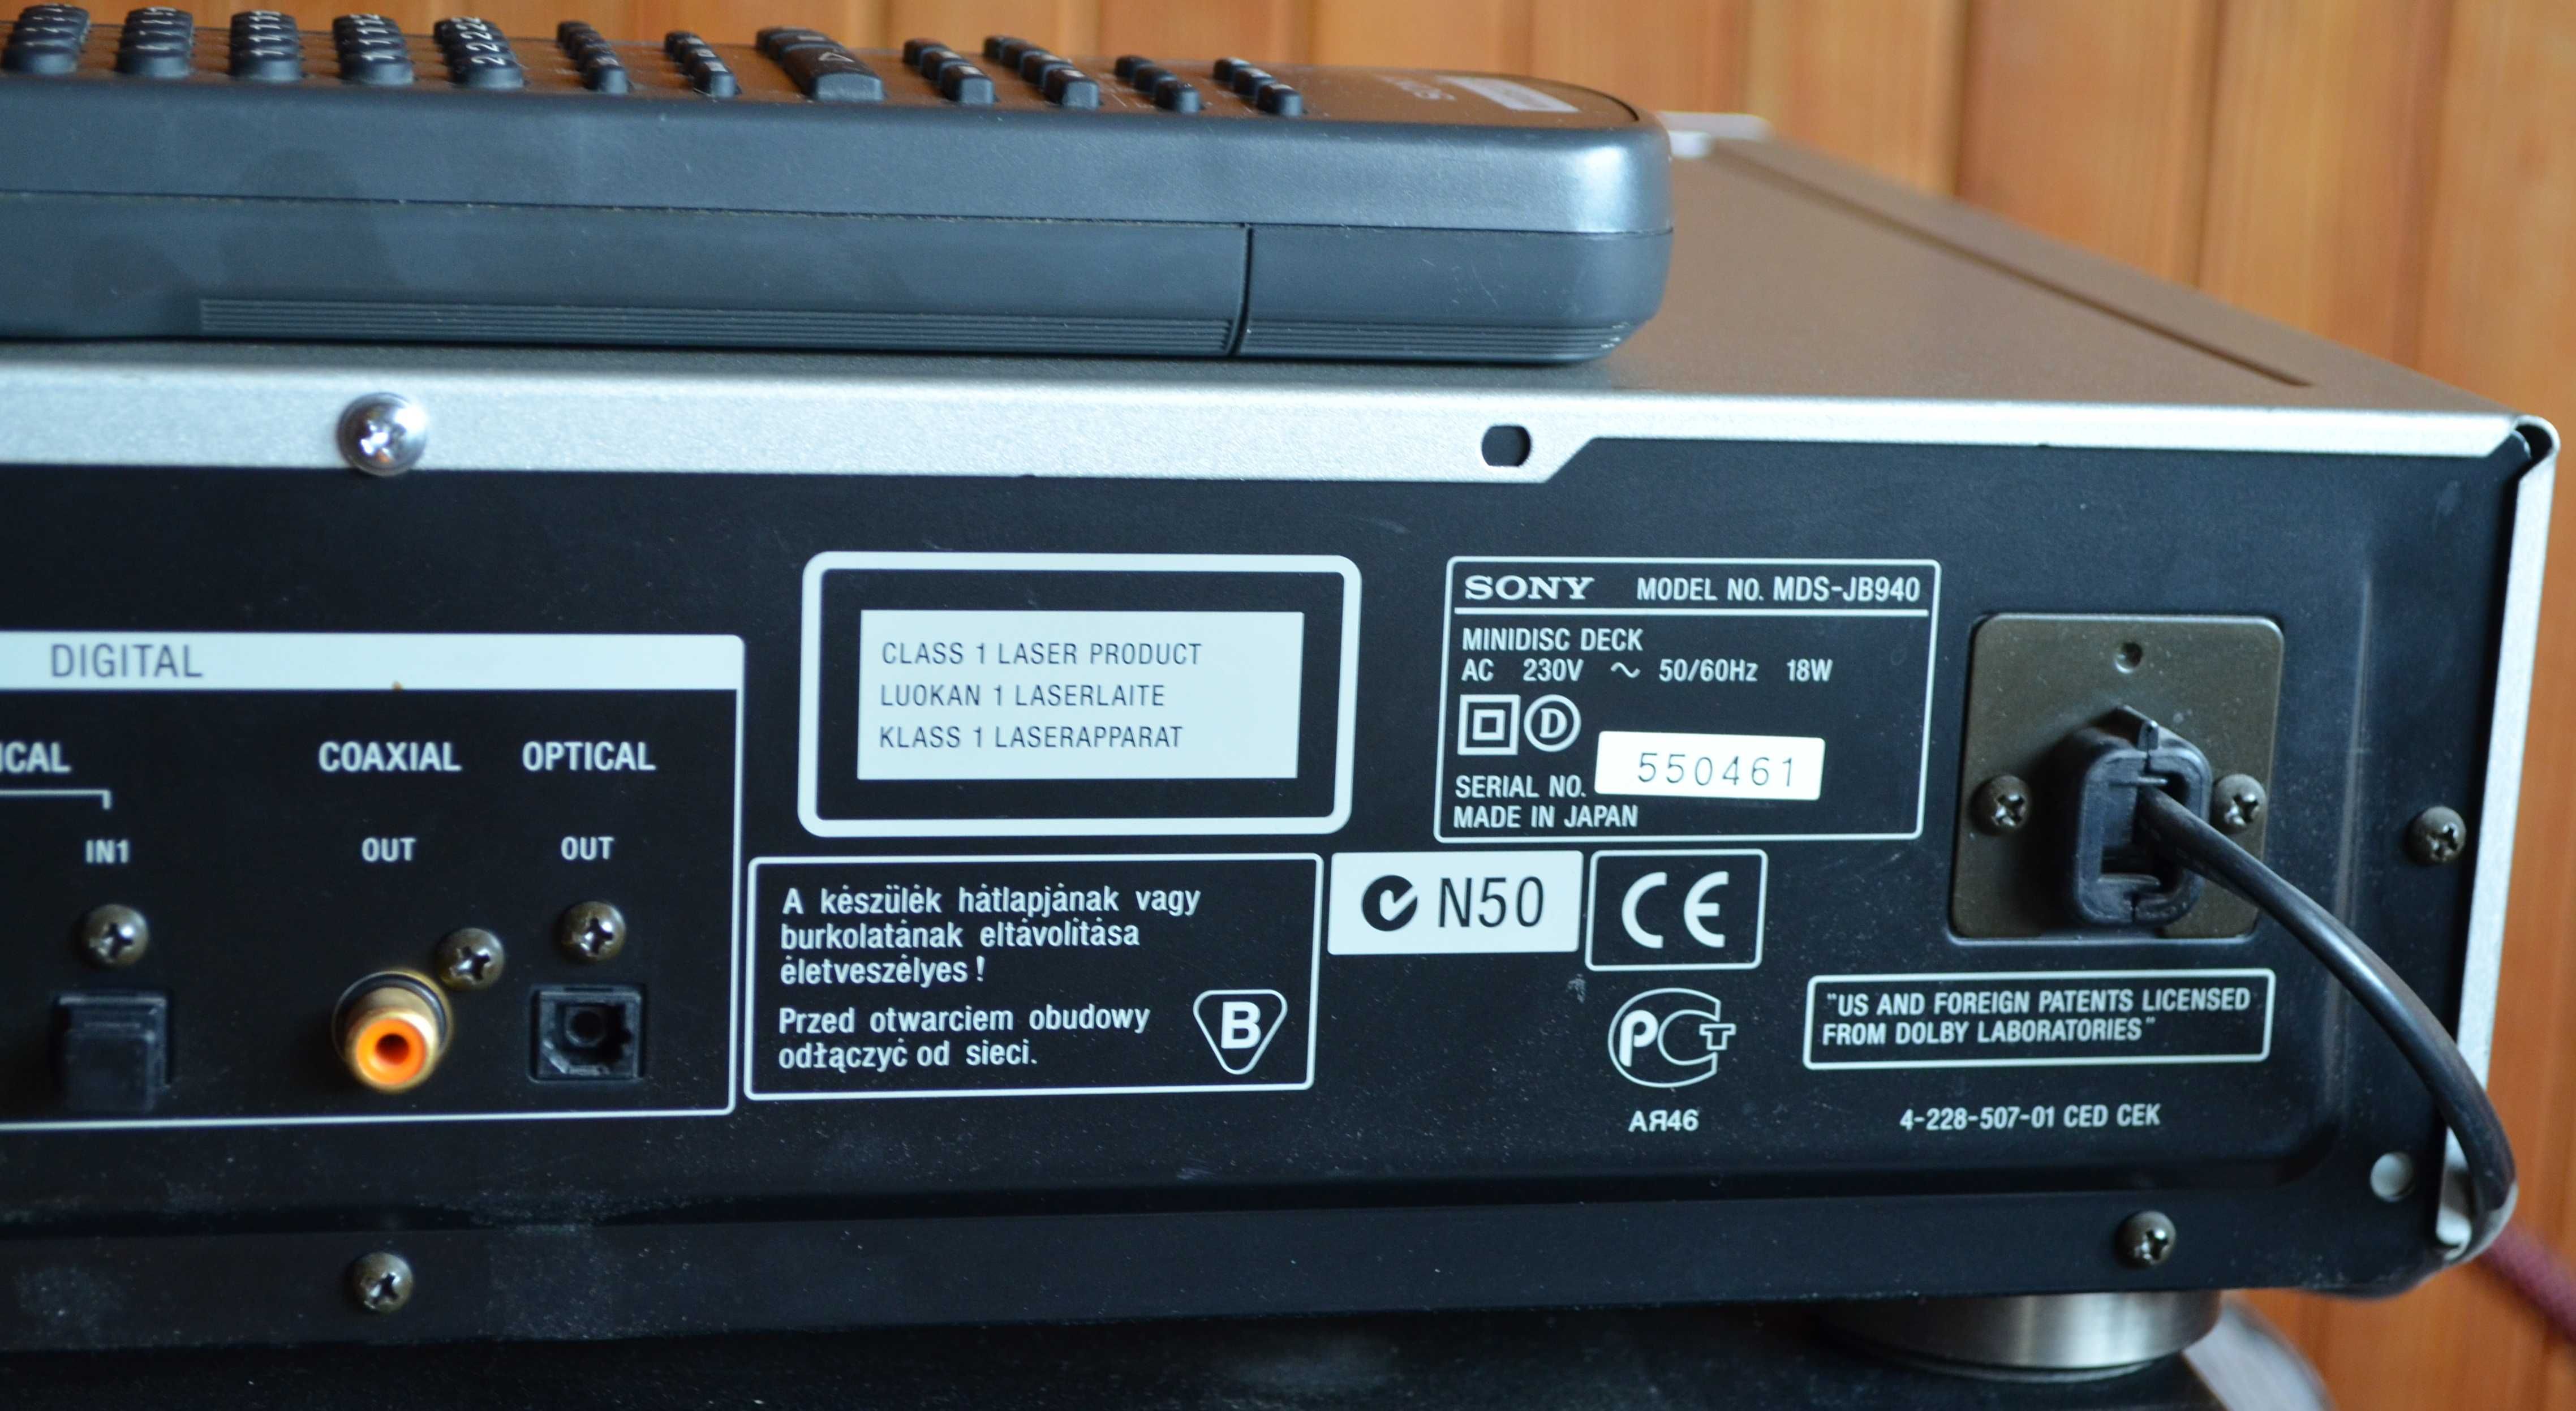 DIGITAL
COAXIAL OPTICAL
IN1 OUT OUT
CLASS 1 LASER PRODUCT
LUOKAN 1 LASERLAITE
KLASS 1 LASERAPPARAT
SONY MODEL NO. MDS-JB940
MINIDISC DECK
AC 230V ~ 50/60Hz 18W
D
SERIAL NO. 550461
MADE IN JAPAN
A készülék hátlapjának vagy
burkolatának eltávolitása
életveszélyes !
Przed otwarciem obudowy
odłączyć od sieci.
B
N50
CE
РСТ
АЯ46
"US AND FOREIGN PATENTS LICENSED
FROM DOLBY LABORATORIES"
4-228-507-01 CED CEK